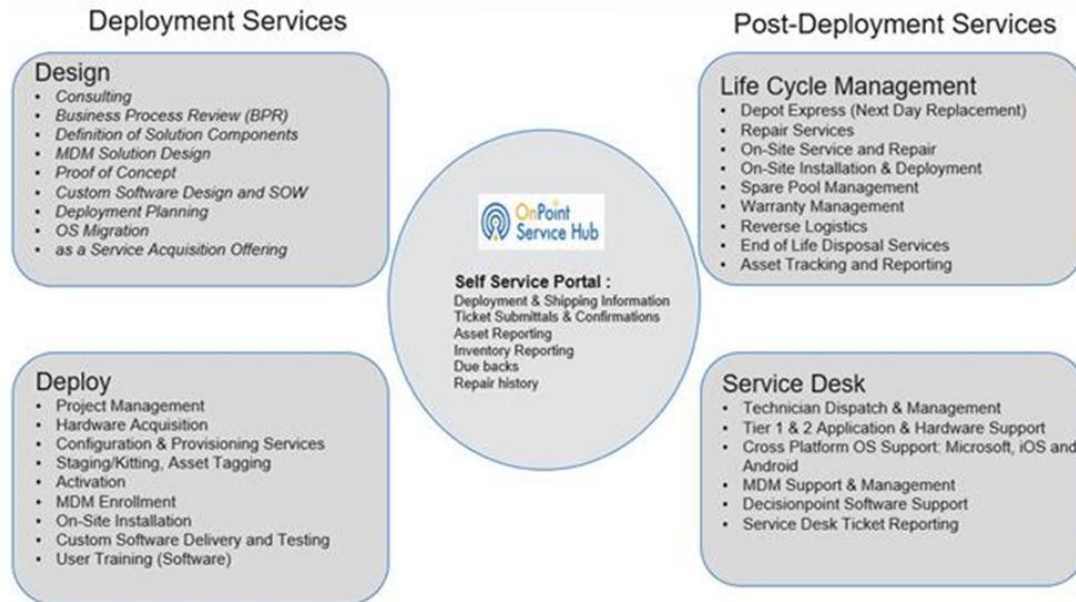 Deployment Services
Design
• Consulting
• Business Process Review (BPR)
• Definition of Solution Components
• MDM Solution Design
• Proof of Concept
• Custom Software Design and SOW
• Deployment Planning
• OS Migration
• as a Service Acquisition Offering
Deploy
• Project Management
• Hardware Acquisition
• Configuration & Provisioning Services
• Staging/Kitting, Asset Tagging
• Activation
• MDM Enrollment
• On-Site Installation
• Custom Software Delivery and Testing
• User Training (Software)
OnPoint
Service Hub
Self Service Portal :
Deployment & Shipping Information
Ticket Submittals & Confirmations
Asset Reporting
Inventory Reporting
Due backs
Repair history
Post-Deployment Services
Life Cycle Management
• Depot Express (Next Day Replacement)
• Repair Services
• On-Site Service and Repair
• On-Site Installation & Deployment
• Spare Pool Management
• Warranty Management
• Reverse Logistics
• End of Life Disposal Services
• Asset Tracking and Reporting
Service Desk
• Technician Dispatch & Management
• Tier 1 & 2 Application & Hardware Support
• Cross Platform OS Support: Microsoft, iOS and
Android
• MDM Support & Management
• Decisionpoint Software Support
• Service Desk Ticket Reporting